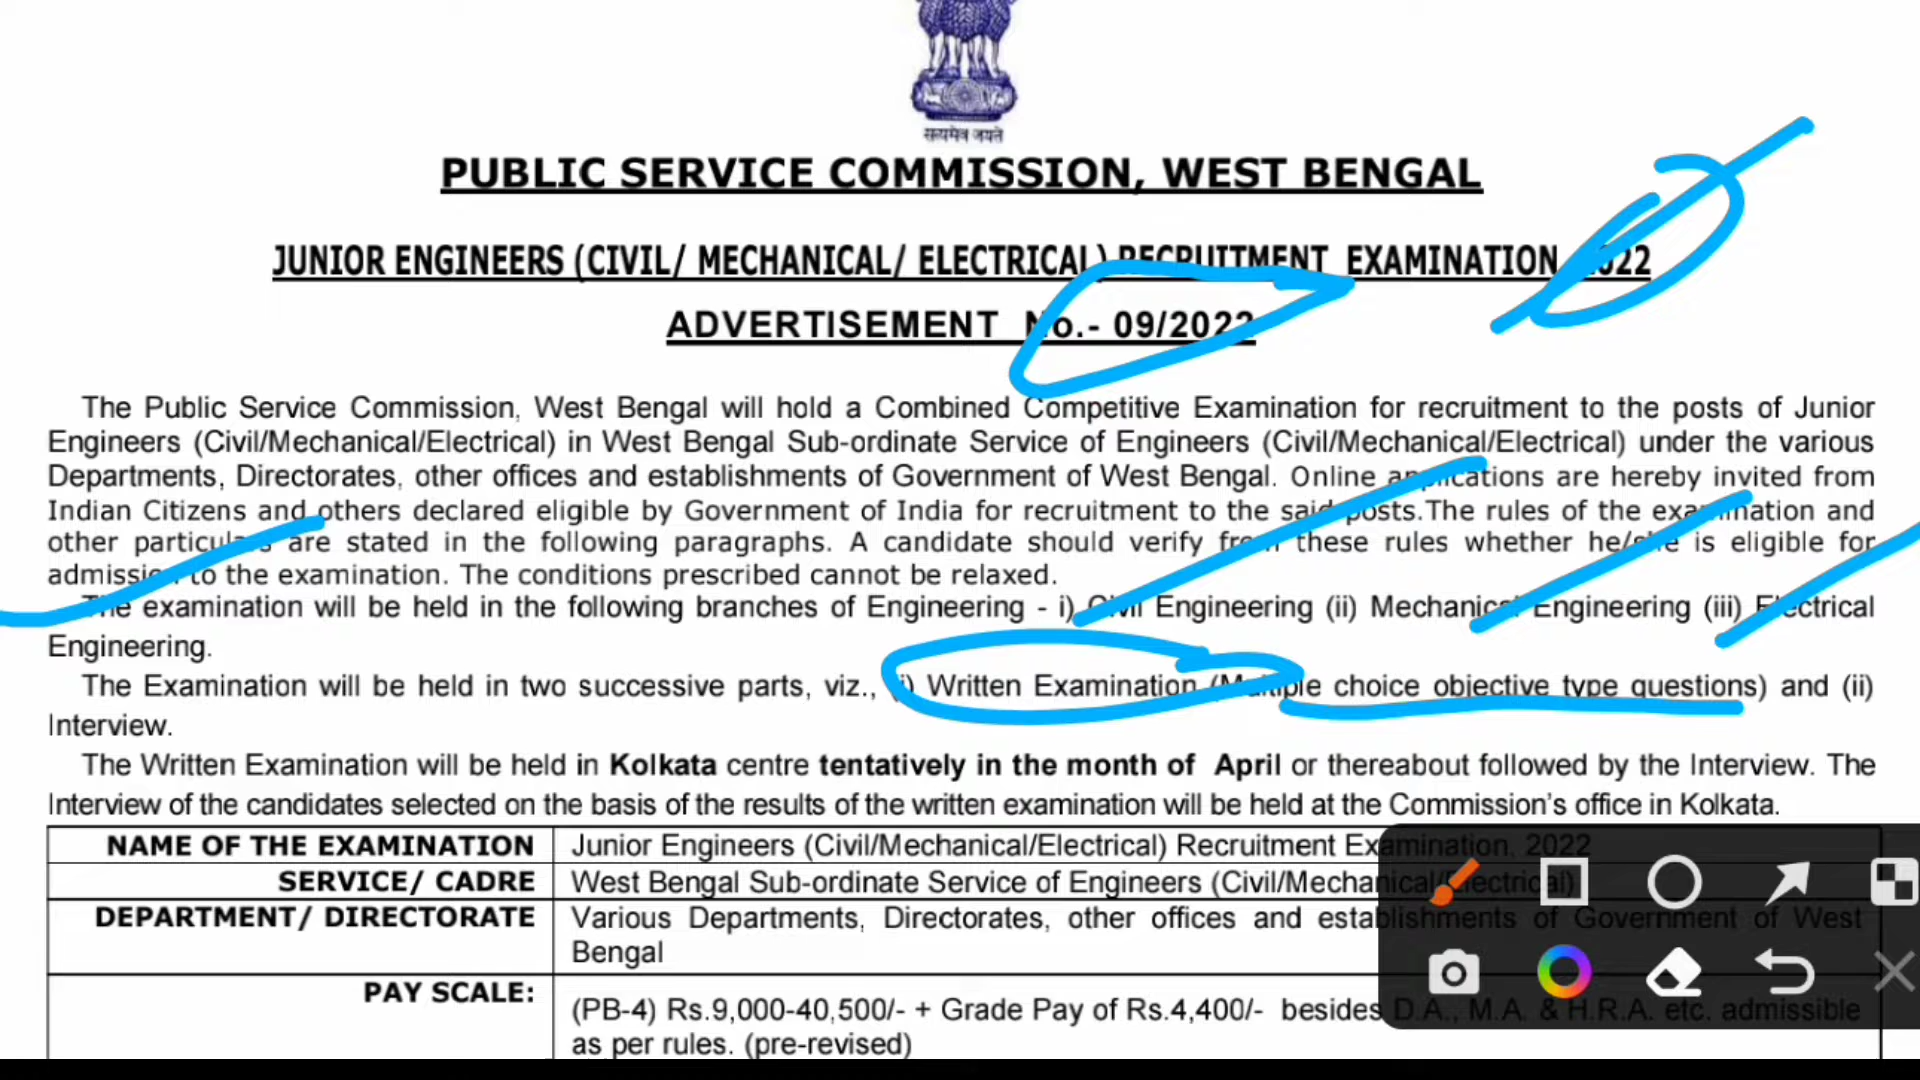 सत्यमेव जयते
PUBLIC SERVICE COMMISSION, WEST BENGAL
JUNIOR ENGINEERS (CIVIL/ MECHANICAL/ ELECTRICAL) RECRUITMENT EXAMINATION 2022
ADVERTISEMENT No.- 09/2022
The Public Service Commission, West Bengal will hold a Combined Competitive Examination for recruitment to the posts of Junior
Engineers (Civil/Mechanical/Electrical) in West Bengal Sub-ordinate Service of Engineers (Civil/Mechanical/Electrical) under the various
Departments, Directorates, other offices and establishments of Government of West Bengal. Online applications are hereby invited from
Indian Citizens and others declared eligible by Government of India for recruitment to the said posts.The rules of the examination and
other particulars are stated in the following paragraphs. A candidate should verify from these rules whether he/she is eligible for
admission to the examination. The conditions prescribed cannot be relaxed.
The examination will be held in the following branches of Engineering - i) Civil Engineering (ii) Mechanical Engineering (iii) Electrical
Engineering.
The Examination will be held in two successive parts, viz., (i) Written Examination (Multiple choice objective type questions) and (ii)
Interview.
The Written Examination will be held in Kolkata centre tentatively in the month of April or thereabout followed by the Interview. The
Interview of the candidates selected on the basis of the results of the written examination will be held at the Commission's office in Kolkata.
NAME OF THE EXAMINATION Junior Engineers (Civil/Mechanical/Electrical) Recruitment Examination, 2022
SERVICE/ CADRE West Bengal Sub-ordinate Service of Engineers (Civil/Mechanical/Electrical)
DEPARTMENT/ DIRECTORATE Various Departments, Directorates, other offices and establishments of Government of West
Bengal
PAY SCALE: (PB-4) Rs.9,000-40,500/- + Grade Pay of Rs.4,400/- besides D.A., M.A. & H.R.A. etc. admissible
as per rules. (pre-revised)